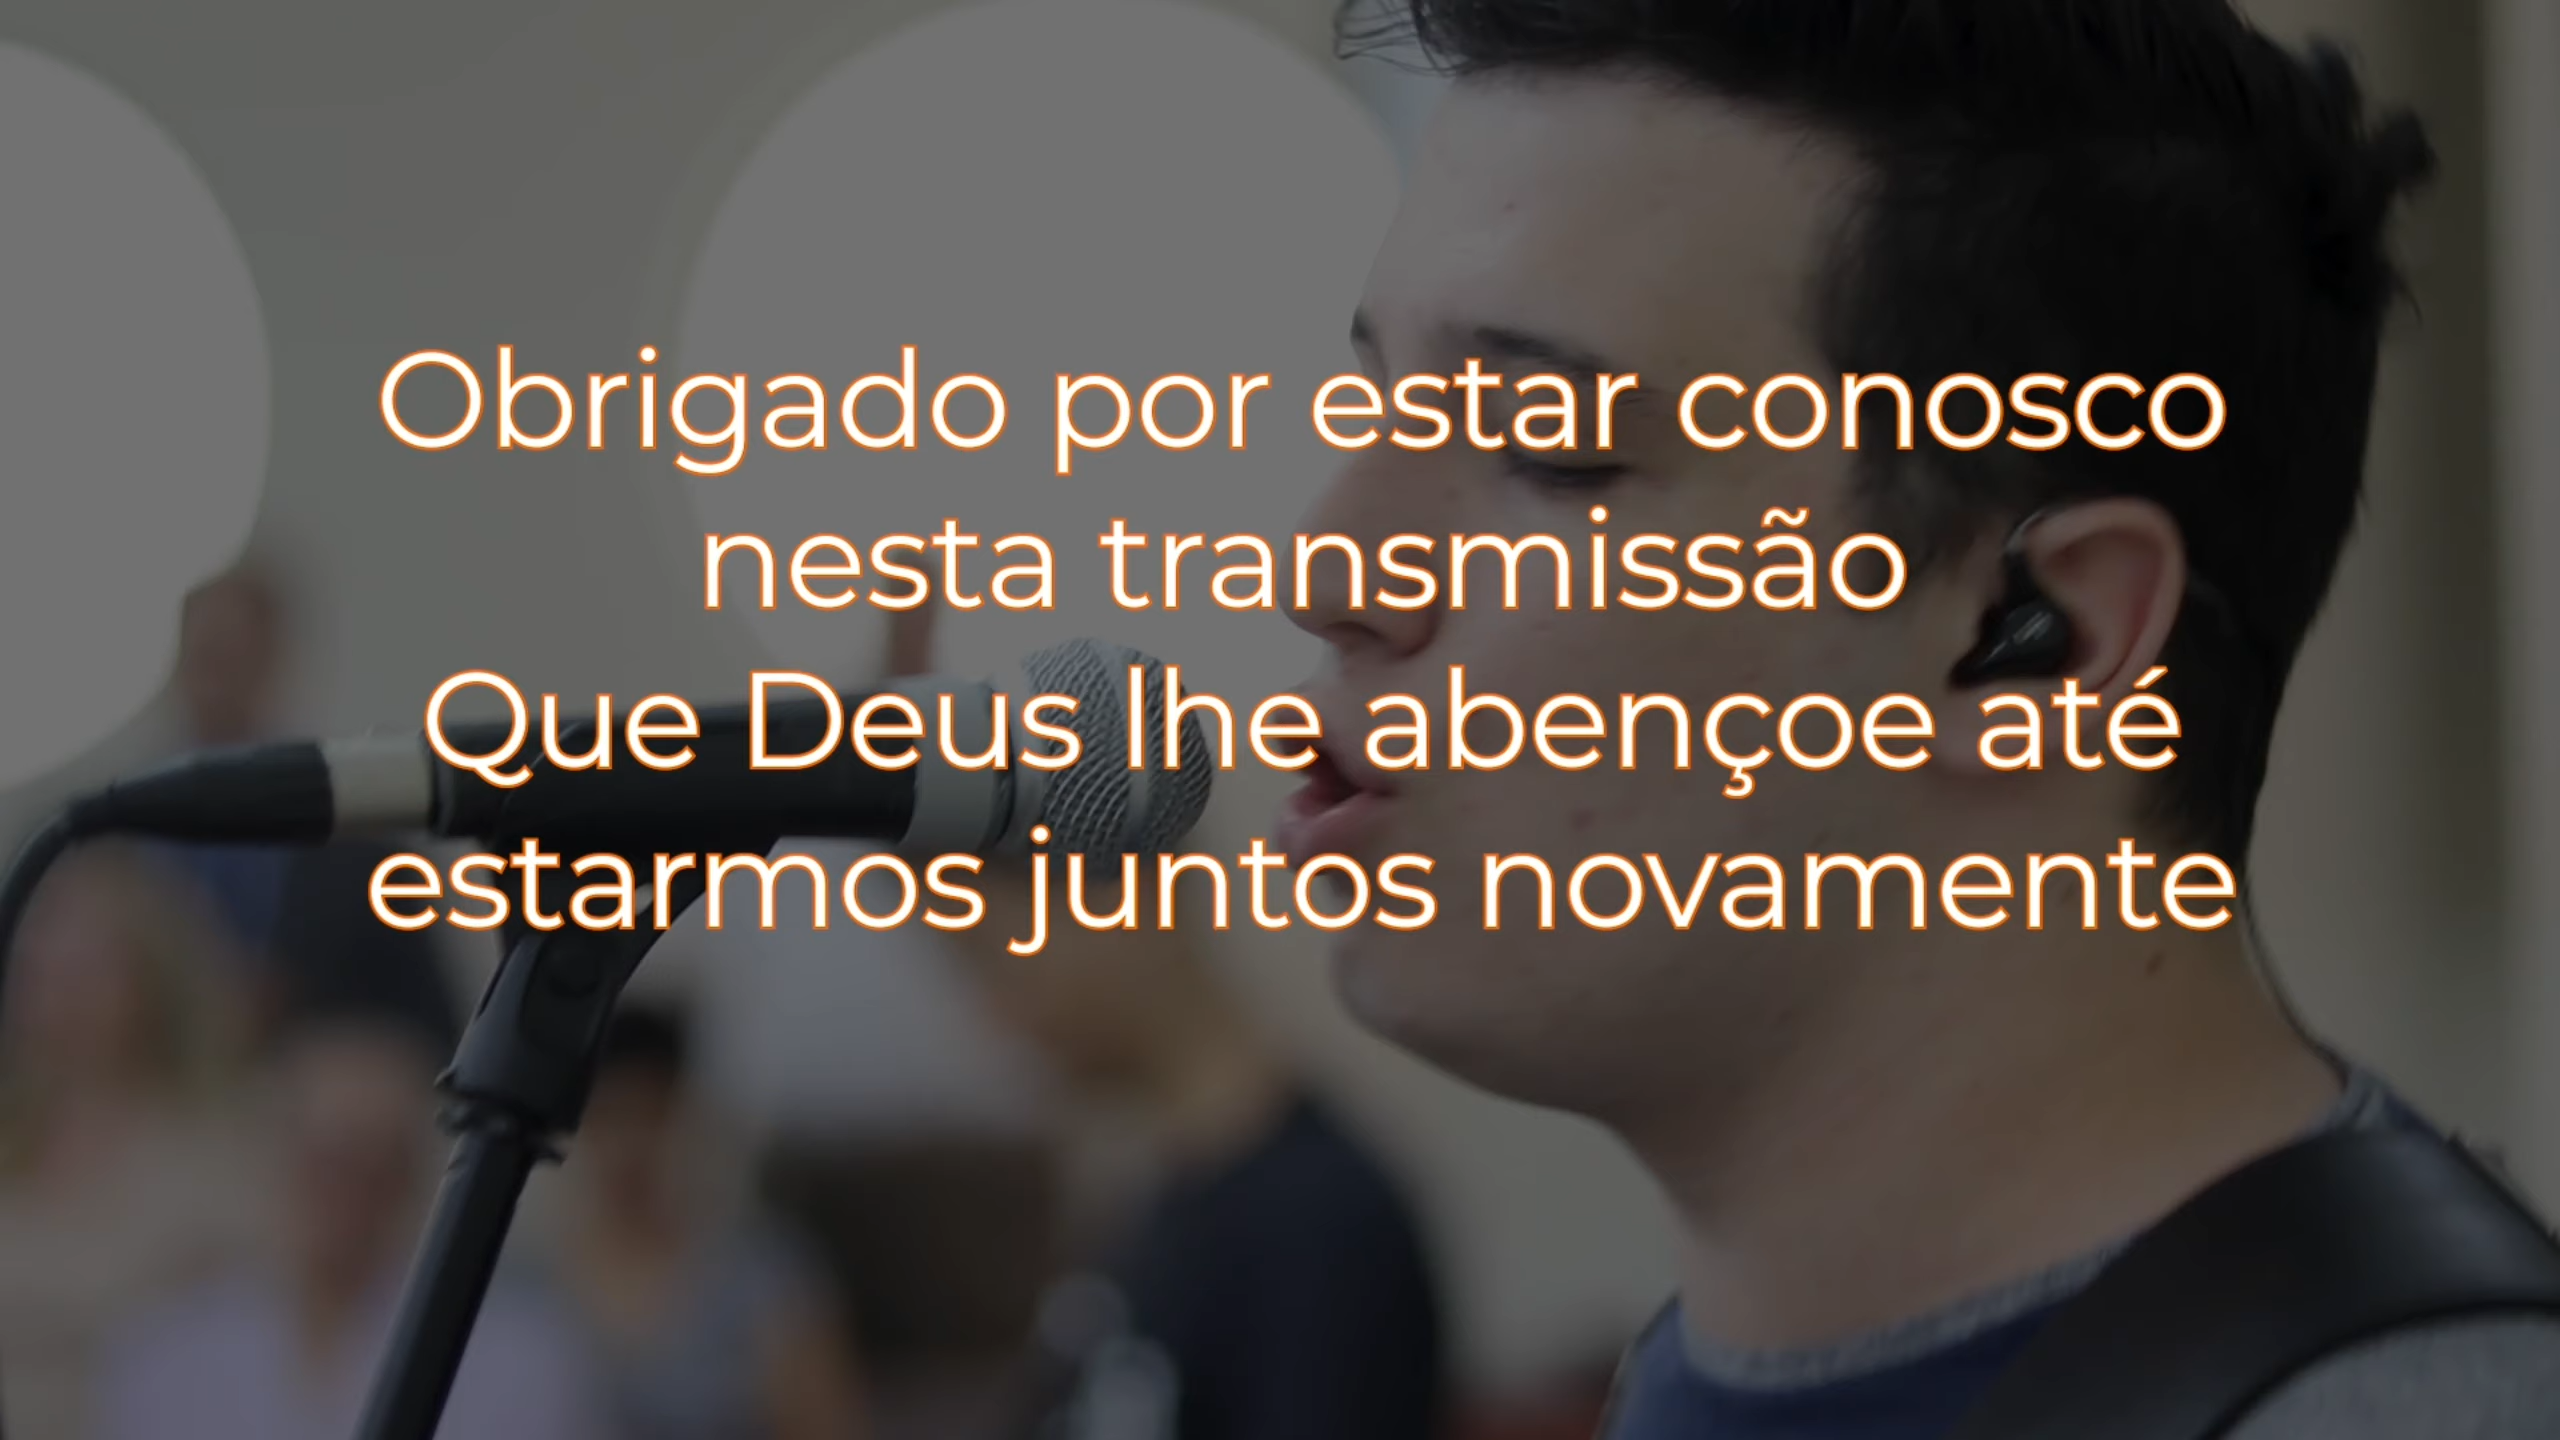 Obrigado por estar conosco
nesta transmissão
Que Deus lhe abençoe até
estarmos juntos novamente